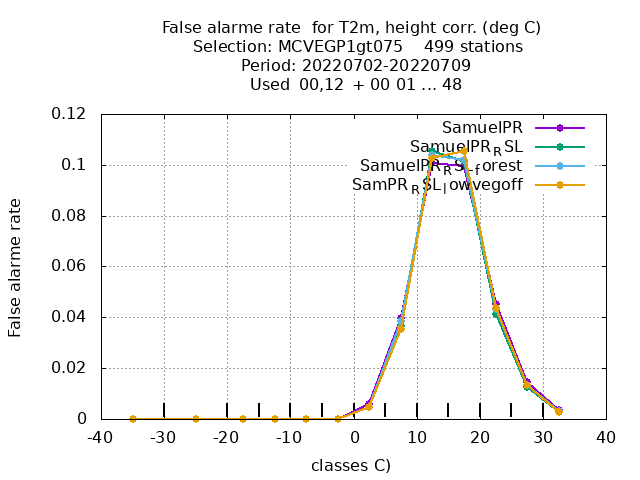 False alarme rate  for T2m, height corr. (deg C)
Selection: MCVEGP1gt075    499 stations
Period: 20220702-20220709
Used  00,12  + 00 01 ... 48
0.12
0.1
0.08
0.06
0.04
0.02
0
False alarme rate
SamuelPR
SamuelPR_RSL
SamuelPR_RSL_forest
SamPR_RSL_lowvegoff
-40 -30 -20 -10 0 10 20 30 40
classes C)